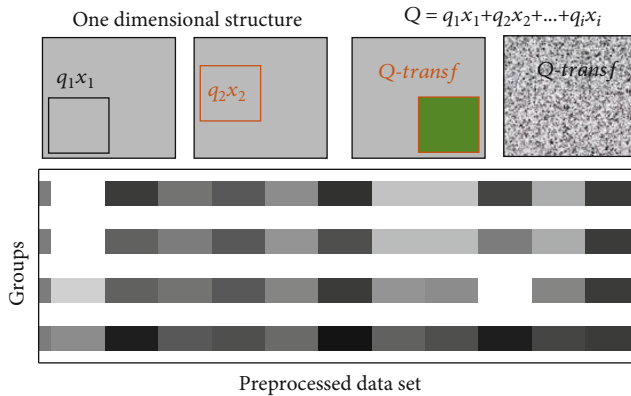 One dimensional structure
Q = q₁x₁+q₂x₂+...+qᵢxᵢ
q₁x₁
q₂x₂
Q-transf
Q-transf
Groups
Preprocessed data set